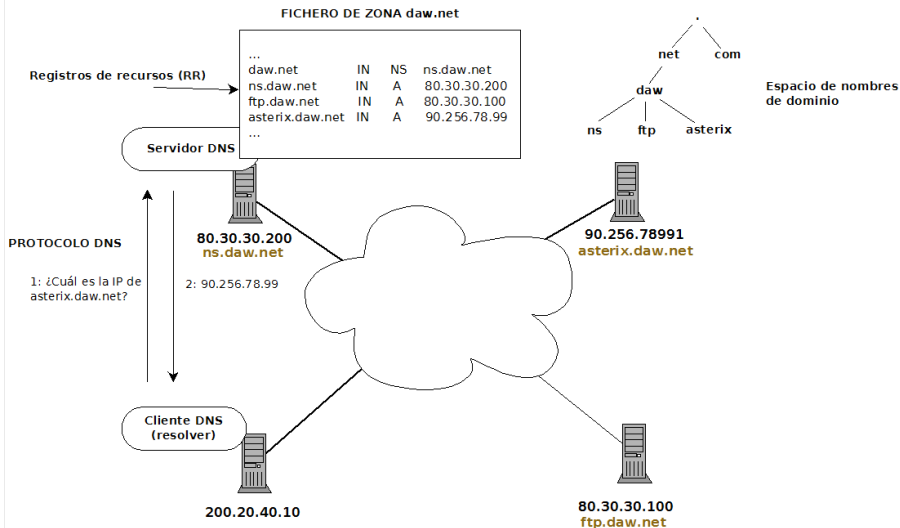 FICHERO DE ZONA daw.net
...
daw.net IN NS ns.daw.net
ns.daw.net IN A 80.30.30.200
ftp.daw.net IN A 80.30.30.100
asterix.daw.net IN A 90.256.78.99
...
Registros de recursos (RR)
.
net com
daw
ns ftp asterix
Espacio de nombres
de dominio
Servidor DNS
80.30.30.200
ns.daw.net
90.256.78991
asterix.daw.net
PROTOCOLO DNS
1: ¿Cuál es la IP de
asterix.daw.net?
2: 90.256.78.99
Cliente DNS
(resolver)
200.20.40.10
80.30.30.100
ftp.daw.net